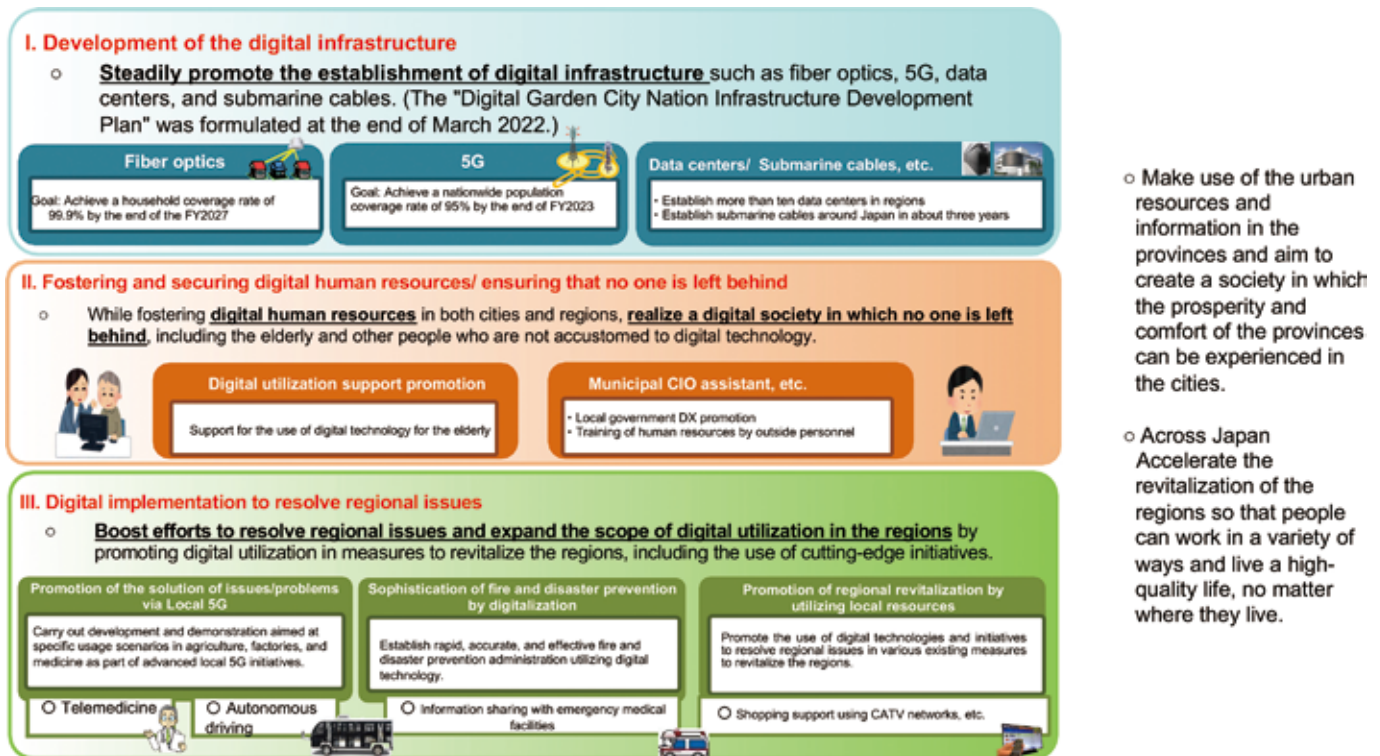 I. Development of the digital infrastructure
○ Steadily promote the establishment of digital infrastructure such as fiber optics, 5G, data
centers, and submarine cables. (The "Digital Garden City Nation Infrastructure Development
Plan" was formulated at the end of March 2022.)
Fiber optics
Goal: Achieve a household coverage rate of
99.9% by the end of the FY2027
5G
Goal: Achieve a nationwide population
coverage rate of 95% by the end of FY2023
Data centers/ Submarine cables, etc.
・Establish more than ten data centers in regions
・Establish submarine cables around Japan in about three years
II. Fostering and securing digital human resources/ ensuring that no one is left behind
○ While fostering digital human resources in both cities and regions, realize a digital society in which no one is left
behind, including the elderly and other people who are not accustomed to digital technology.
Digital utilization support promotion
Support for the use of digital technology for the elderly
Municipal CIO assistant, etc.
・Local government DX promotion
・Training of human resources by outside personnel
III. Digital implementation to resolve regional issues
○ Boost efforts to resolve regional issues and expand the scope of digital utilization in the regions by
promoting digital utilization in measures to revitalize the regions, including the use of cutting-edge initiatives.
Promotion of the solution of issues/problems
via Local 5G
Carry out development and demonstration aimed at
specific usage scenarios in agriculture, factories, and
medicine as part of advanced local 5G initiatives.
○ Telemedicine
○ Autonomous
driving
Sophistication of fire and disaster prevention
by digitalization
Establish rapid, accurate, and effective fire and
disaster prevention administration utilizing digital
technology.
○ Information sharing with emergency medical
facilities
Promotion of regional revitalization by
utilizing local resources
Promote the use of digital technologies and initiatives
to resolve regional issues in various existing measures
to revitalize the regions.
○ Shopping support using CATV networks, etc.
○ Make use of the urban
resources and
information in the
provinces and aim to
create a society in which
the prosperity and
comfort of the provinces
can be experienced in
the cities.
○ Across Japan
Accelerate the
revitalization of the
regions so that people
can work in a variety of
ways and live a high-
quality life, no matter
where they live.